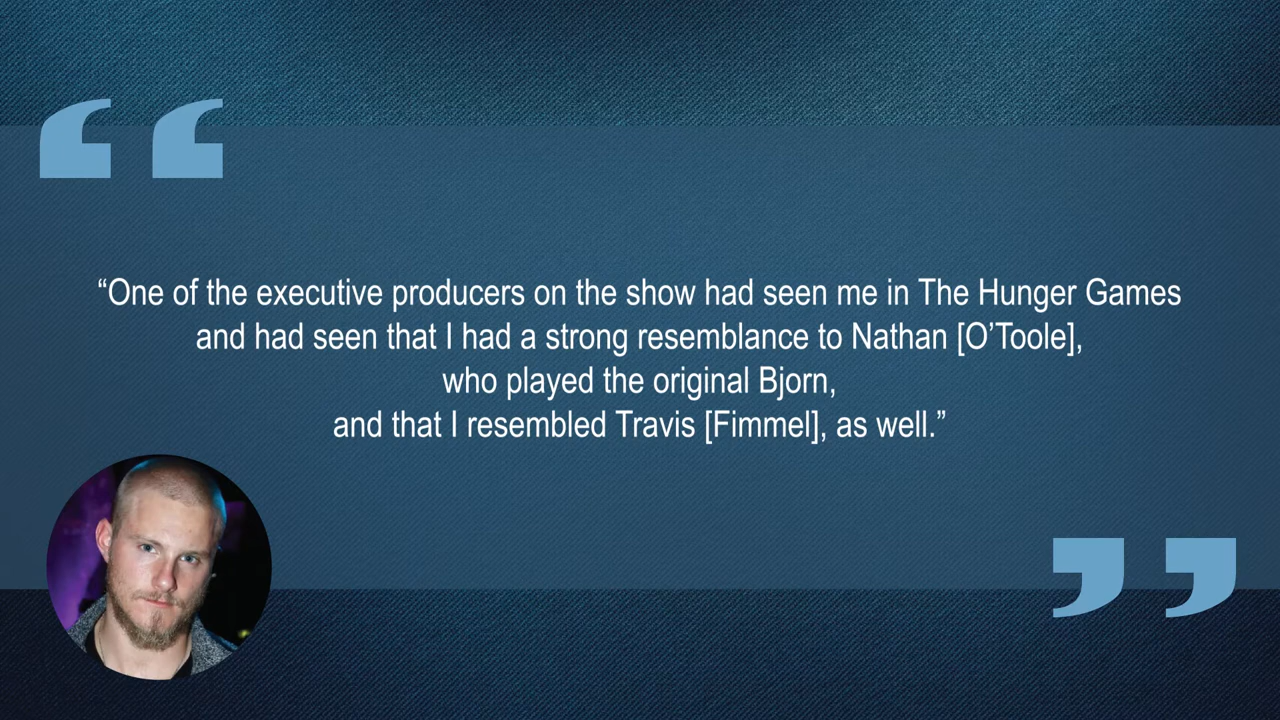 “One of the executive producers on the show had seen me in The Hunger Games
and had seen that I had a strong resemblance to Nathan [O’Toole],
who played the original Bjorn,
and that I resembled Travis [Fimmel], as well.”